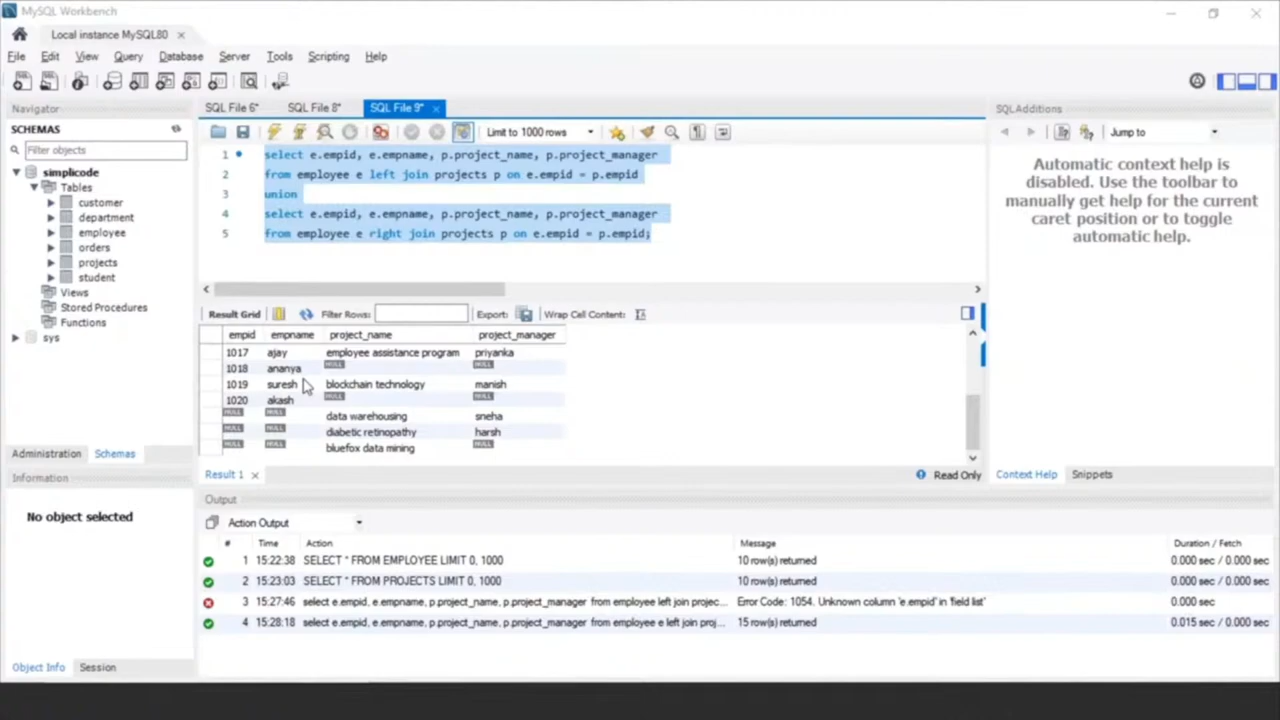 MySQL Workbench
Local instance MySQL80 ×
File Edit View Query Database Server Tools Scripting Help
Navigator
SCHEMAS
Filter objects
simplicode
Tables
customer
department
employee
orders
projects
student
Views
Stored Procedures
Functions
sys
Administration Schemas
Information
No object selected
Object Info Session
SQL File 6* SQL File 8* SQL File 9* ×
Limit to 1000 rows
1 select e.empid, e.empname, p.project_name, p.project_manager
2 from employee e left join projects p on e.empid = p.empid
3 union
4 select e.empid, e.empname, p.project_name, p.project_manager
5 from employee e right join projects p on e.empid = p.empid;
Result Grid Filter Rows: Export: Wrap Cell Content:
empid empname project_name project_manager
1017 ajay employee assistance program priyanka
1018 ananya NULL NULL
1019 suresh blockchain technology manish
1020 akash NULL NULL
NULL NULL data warehousing sneha
NULL NULL diabetic retinopathy harsh
NULL NULL bluefox data mining NULL
Result 1 × Read Only
SQLAdditions
Jump to
Automatic context help is
disabled. Use the toolbar to
manually get help for the current
caret position or to toggle
automatic help.
Context Help Snippets
Output
Action Output
# Time Action Message Duration / Fetch
1 15:22:38 SELECT * FROM EMPLOYEE LIMIT 0, 1000 10 row(s) returned 0.000 sec / 0.000 sec
2 15:23:03 SELECT * FROM PROJECTS LIMIT 0, 1000 10 row(s) returned 0.000 sec / 0.000 sec
3 15:27:46 select e.empid, e.empname, p.project_name, p.project_manager from employee left join projec... Error Code: 1054. Unknown column 'e.empid' in 'field list' 0.000 sec
4 15:28:18 select e.empid, e.empname, p.project_name, p.project_manager from employee e left join proj... 15 row(s) returned 0.015 sec / 0.000 sec